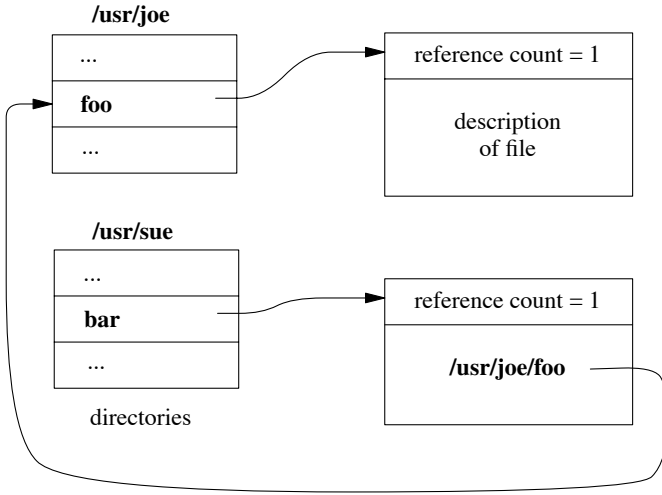 /usr/joe
...
foo
...
reference count = 1
description
of file
/usr/sue
...
bar
...
directories
reference count = 1
/usr/joe/foo